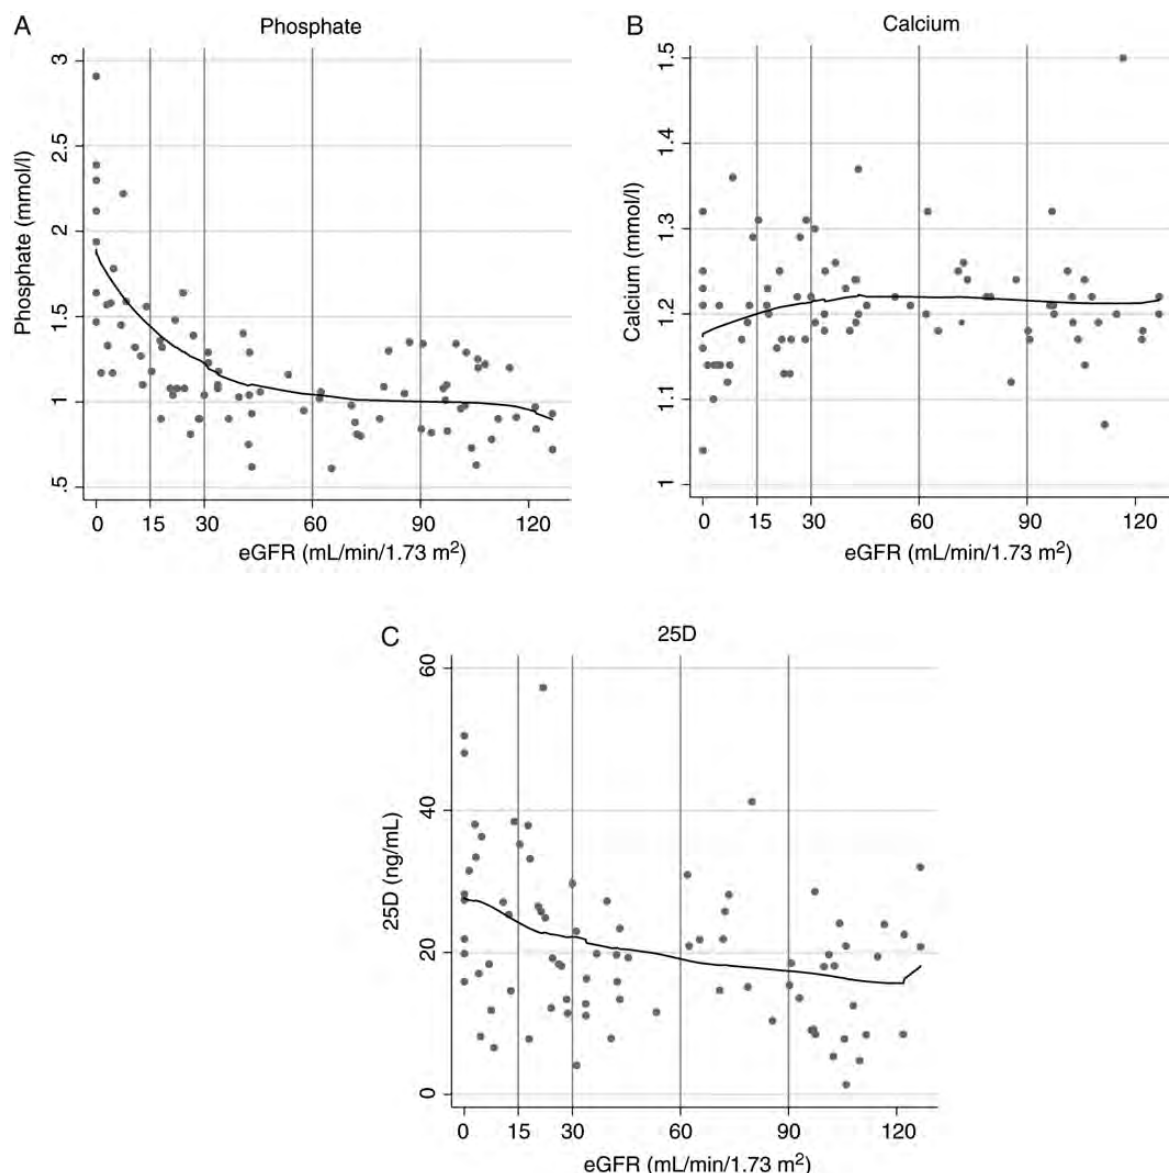 A
Phosphate
Phosphate (mmol/l)
3
2.5
2
1.5
1
.5
0 15 30 60 90 120
eGFR (mL/min/1.73 m²)
B
Calcium
Calcium (mmol/l)
1.5
1.4
1.3
1.2
1.1
1
0 15 30 60 90 120
eGFR (mL/min/1.73 m²)
C
25D
25D (ng/mL)
60
40
20
0
0 15 30 60 90 120
eGFR (mL/min/1.73 m²)